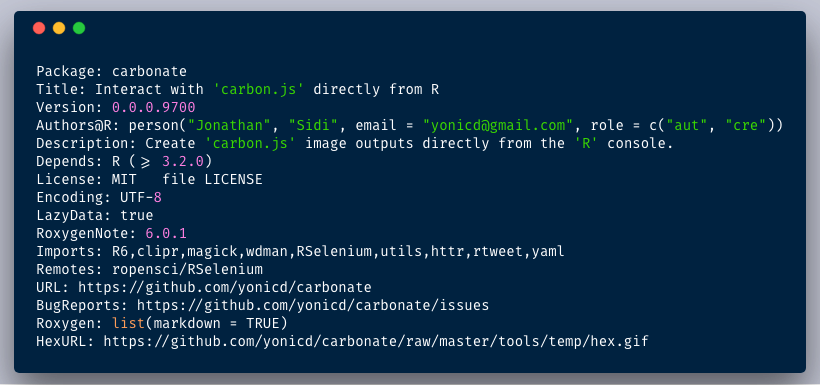 Package: carbonate
Title: Interact with 'carbon.js' directly from R
Version: 0.0.0.9700
Authors@R: person("Jonathan", "Sidi", email = "yonicd@gmail.com", role = c("aut", "cre"))
Description: Create 'carbon.js' image outputs directly from the 'R' console.
Depends: R (>= 3.2.0)
License: MIT   file LICENSE
Encoding: UTF-8
LazyData: true
RoxygenNote: 6.0.1
Imports: R6,clipr,magick,wdman,RSelenium,utils,httr,rtweet,yaml
Remotes: ropensci/RSelenium
URL: https://github.com/yonicd/carbonate
BugReports: https://github.com/yonicd/carbonate/issues
Roxygen: list(markdown = TRUE)
HexURL: https://github.com/yonicd/carbonate/raw/master/tools/temp/hex.gif